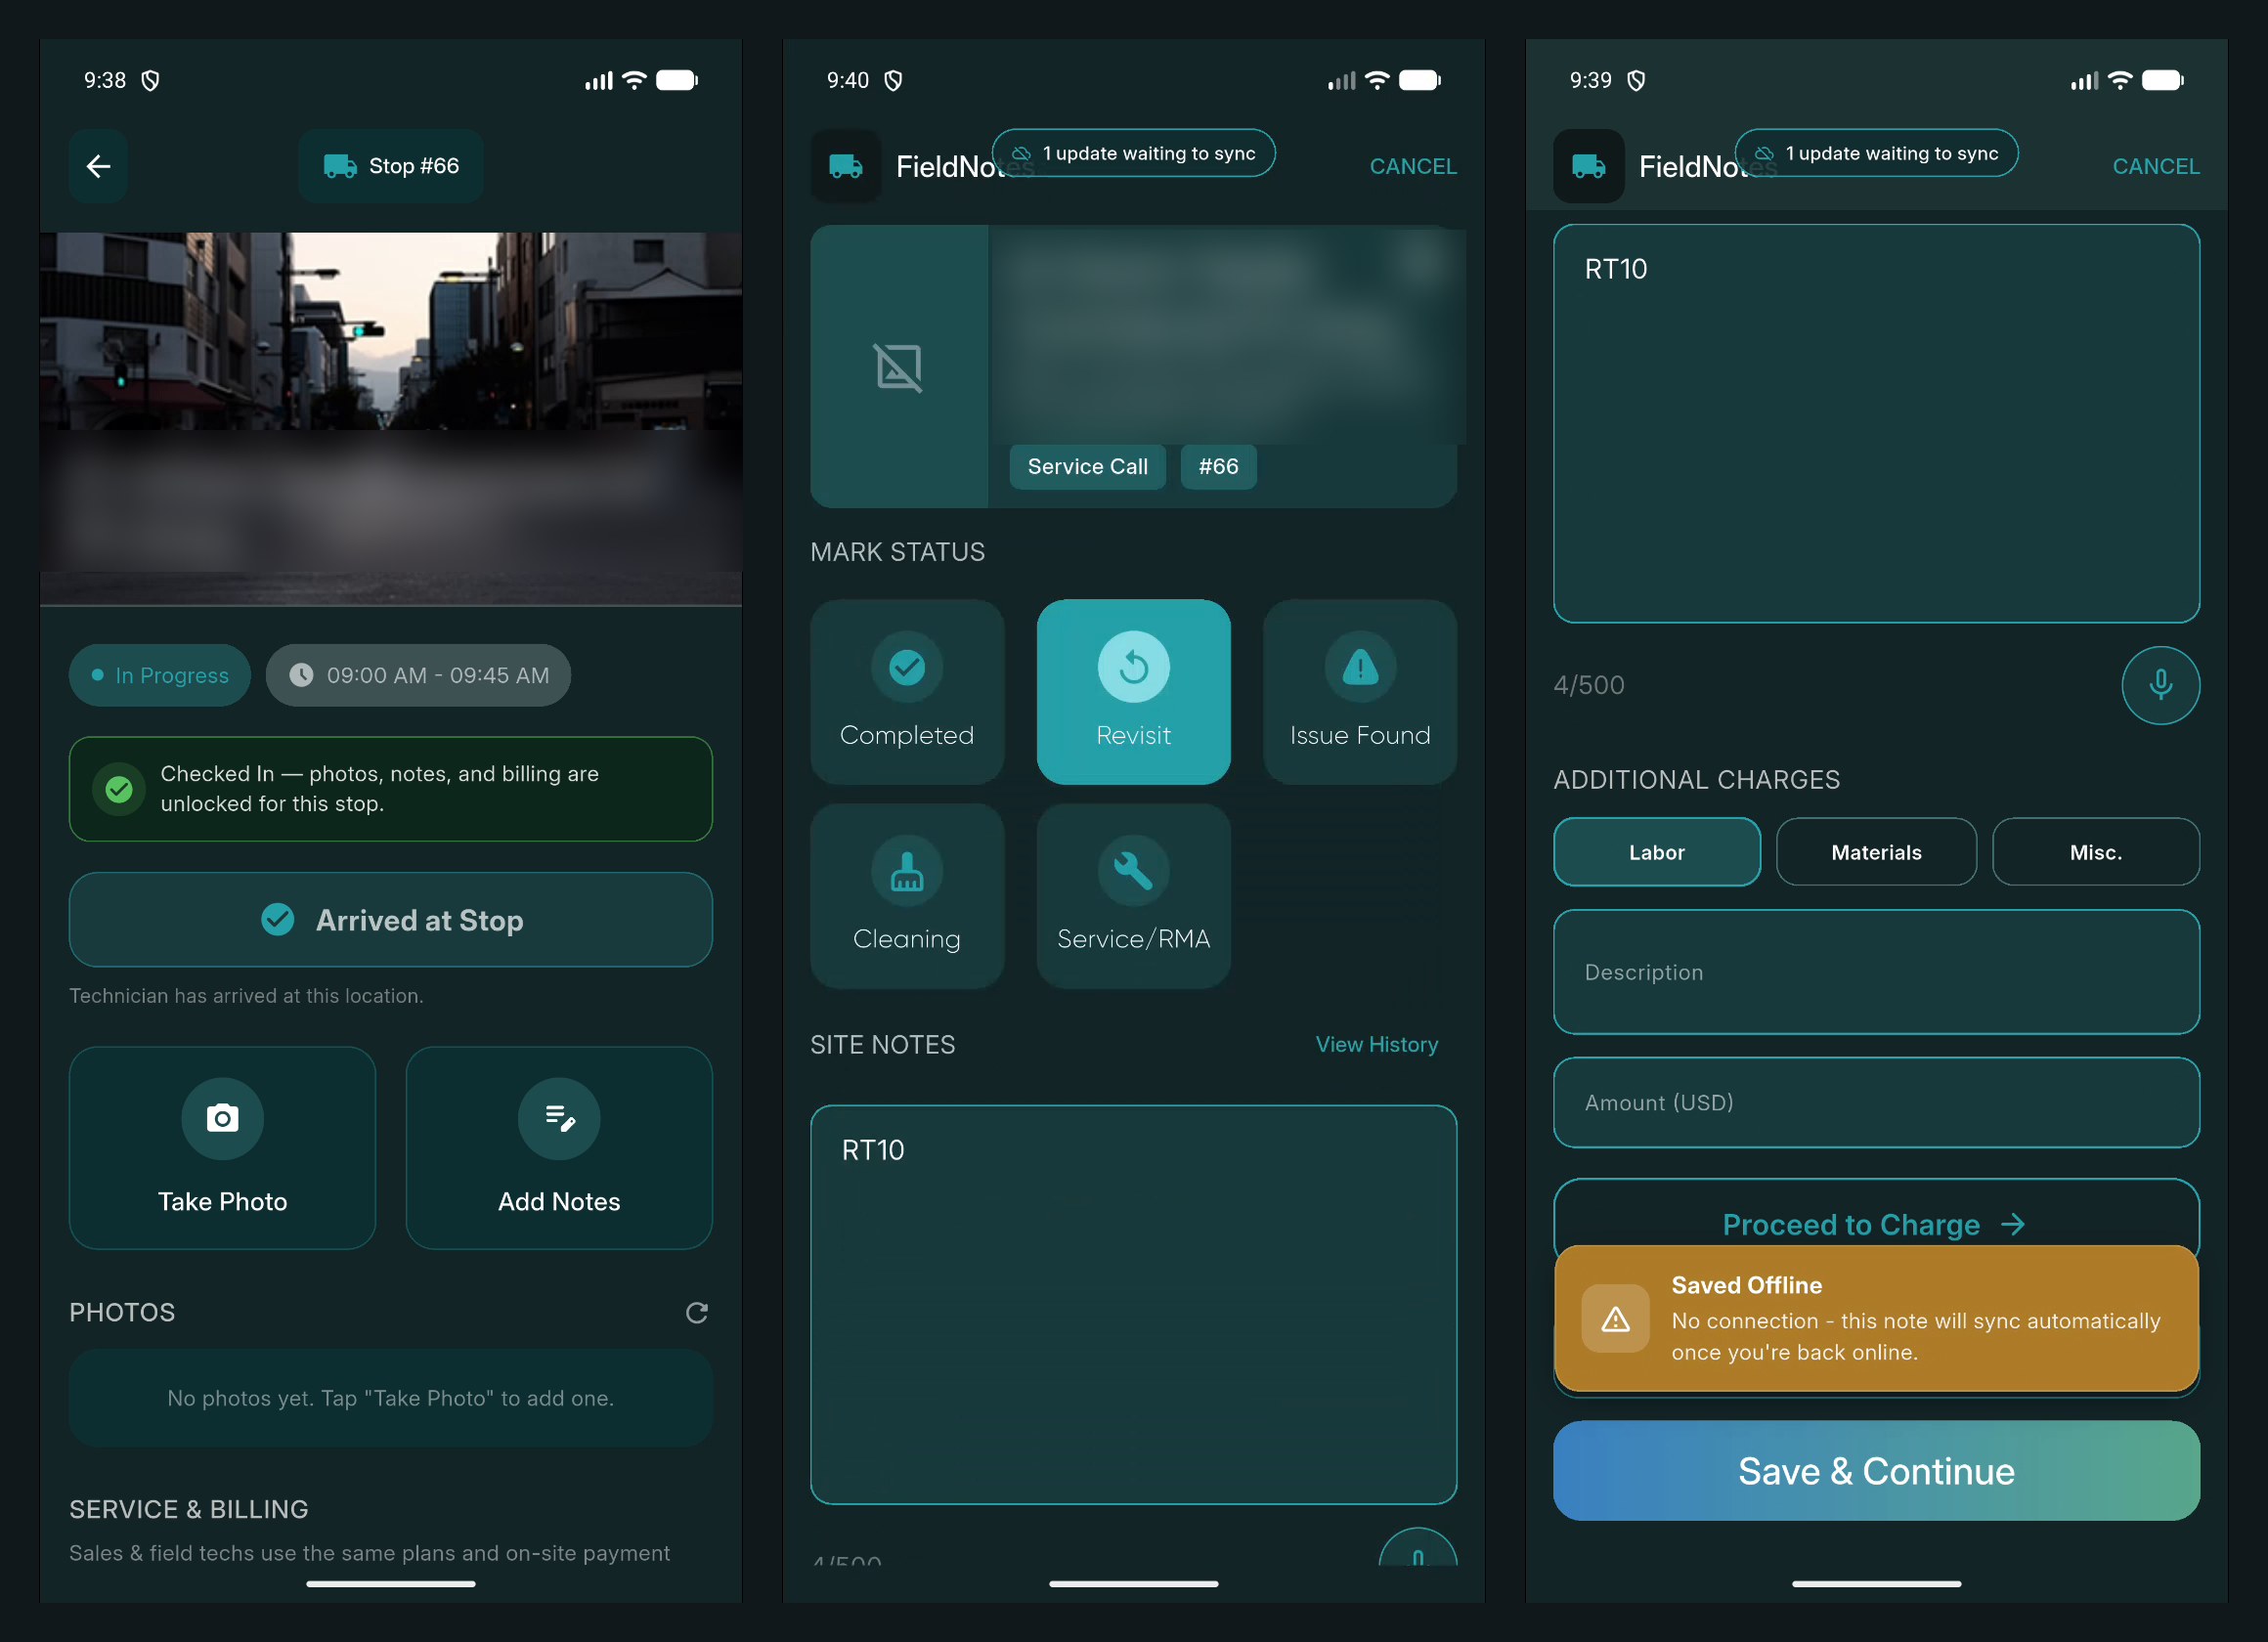 9:38
Stop #66
In Progress
09:00 AM - 09:45 AM
Checked In — photos, notes, and billing are
unlocked for this stop.
Arrived at Stop
Technician has arrived at this location.
Take Photo
Add Notes
PHOTOS
No photos yet. Tap "Take Photo" to add one.
SERVICE & BILLING
Sales & field techs use the same plans and on-site payment
9:40
FieldNotes
1 update waiting to sync
CANCEL
Service Call
#66
MARK STATUS
Completed
Revisit
Issue Found
Cleaning
Service/RMA
SITE NOTES
View History
RT10
4/500
9:39
FieldNotes
1 update waiting to sync
CANCEL
RT10
4/500
ADDITIONAL CHARGES
Labor
Materials
Misc.
Description
Amount (USD)
Proceed to Charge
Saved Offline
No connection - this note will sync automatically
once you're back online.
Save & Continue